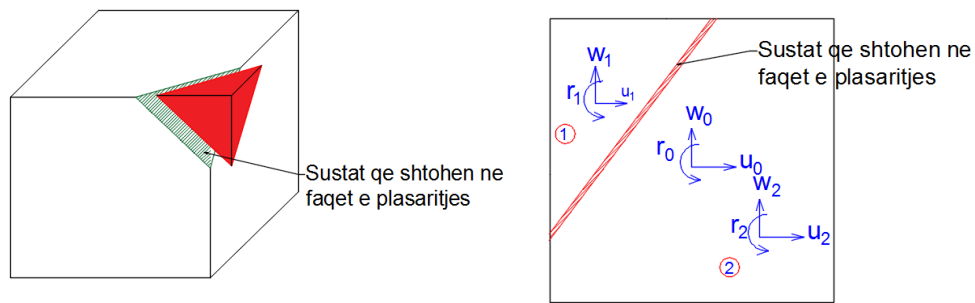 Sustat qe shtohen ne
faqet e plasaritjes
Sustat qe shtohen ne
faqet e plasaritjes
w1
r1
u1
1
w0
r0
u0
w2
r2
u2
2